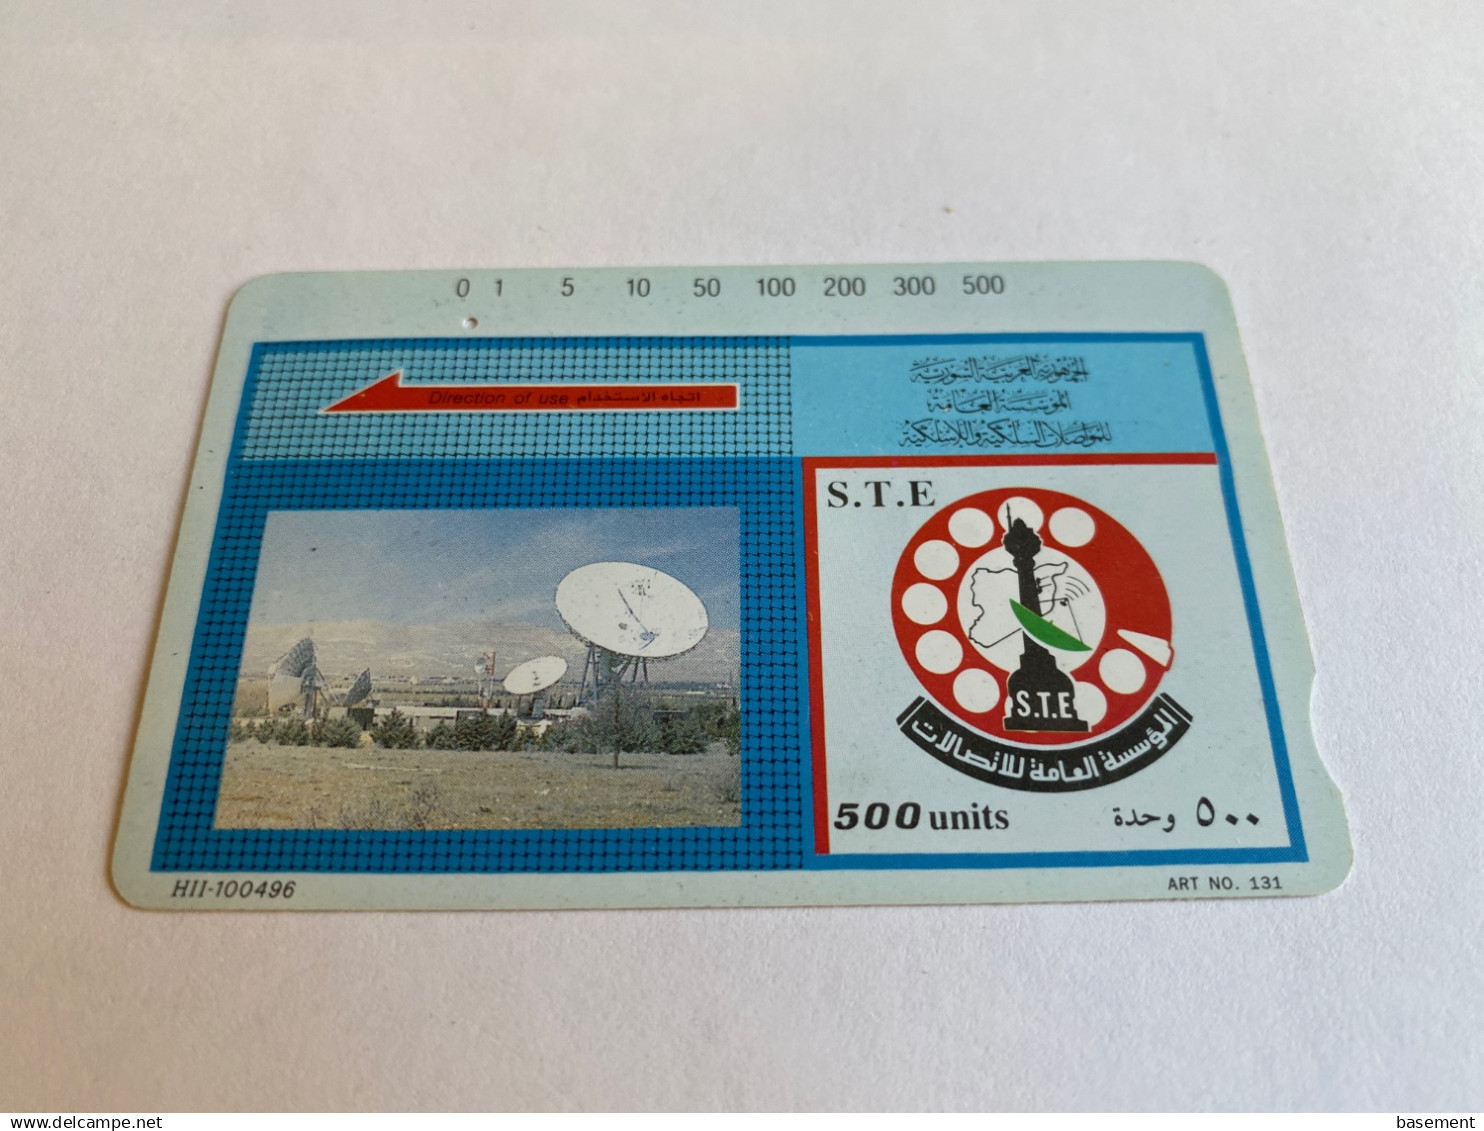 0 1 5 10 50 100 200 300 500
Direction of use اتجاه الاستخدام
الجمهورية العربية السورية
المؤسسة العامة
للمواصلات السلكية واللاسلكية
S.T.E
S.T.E
المؤسسة العامة للاتصالات
500 units ٥٠٠ وحدة
HII-100496
ART NO. 131
www.delcampe.net
basement